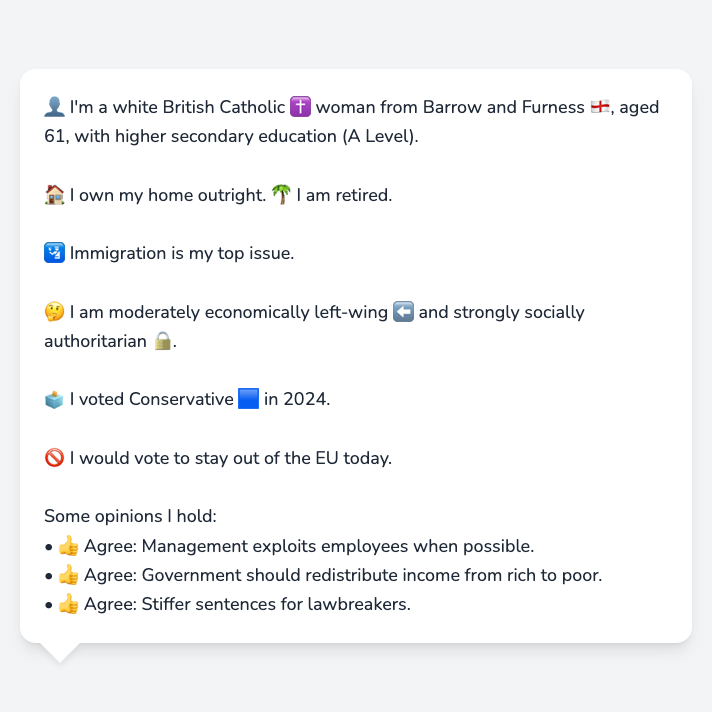 👤 I'm a white British Catholic ✝️ woman from Barrow and Furness 🏴󠁧󠁢󠁥󠁮󠁧󠁿, aged
61, with higher secondary education (A Level).
🏠 I own my home outright. 🌴 I am retired.
🛂 Immigration is my top issue.
🤔 I am moderately economically left-wing ⬅️ and strongly socially
authoritarian 🔒.
🗳️ I voted Conservative 🟦 in 2024.
🚫 I would vote to stay out of the EU today.
Some opinions I hold:
• 👍 Agree: Management exploits employees when possible.
• 👍 Agree: Government should redistribute income from rich to poor.
• 👍 Agree: Stiffer sentences for lawbreakers.